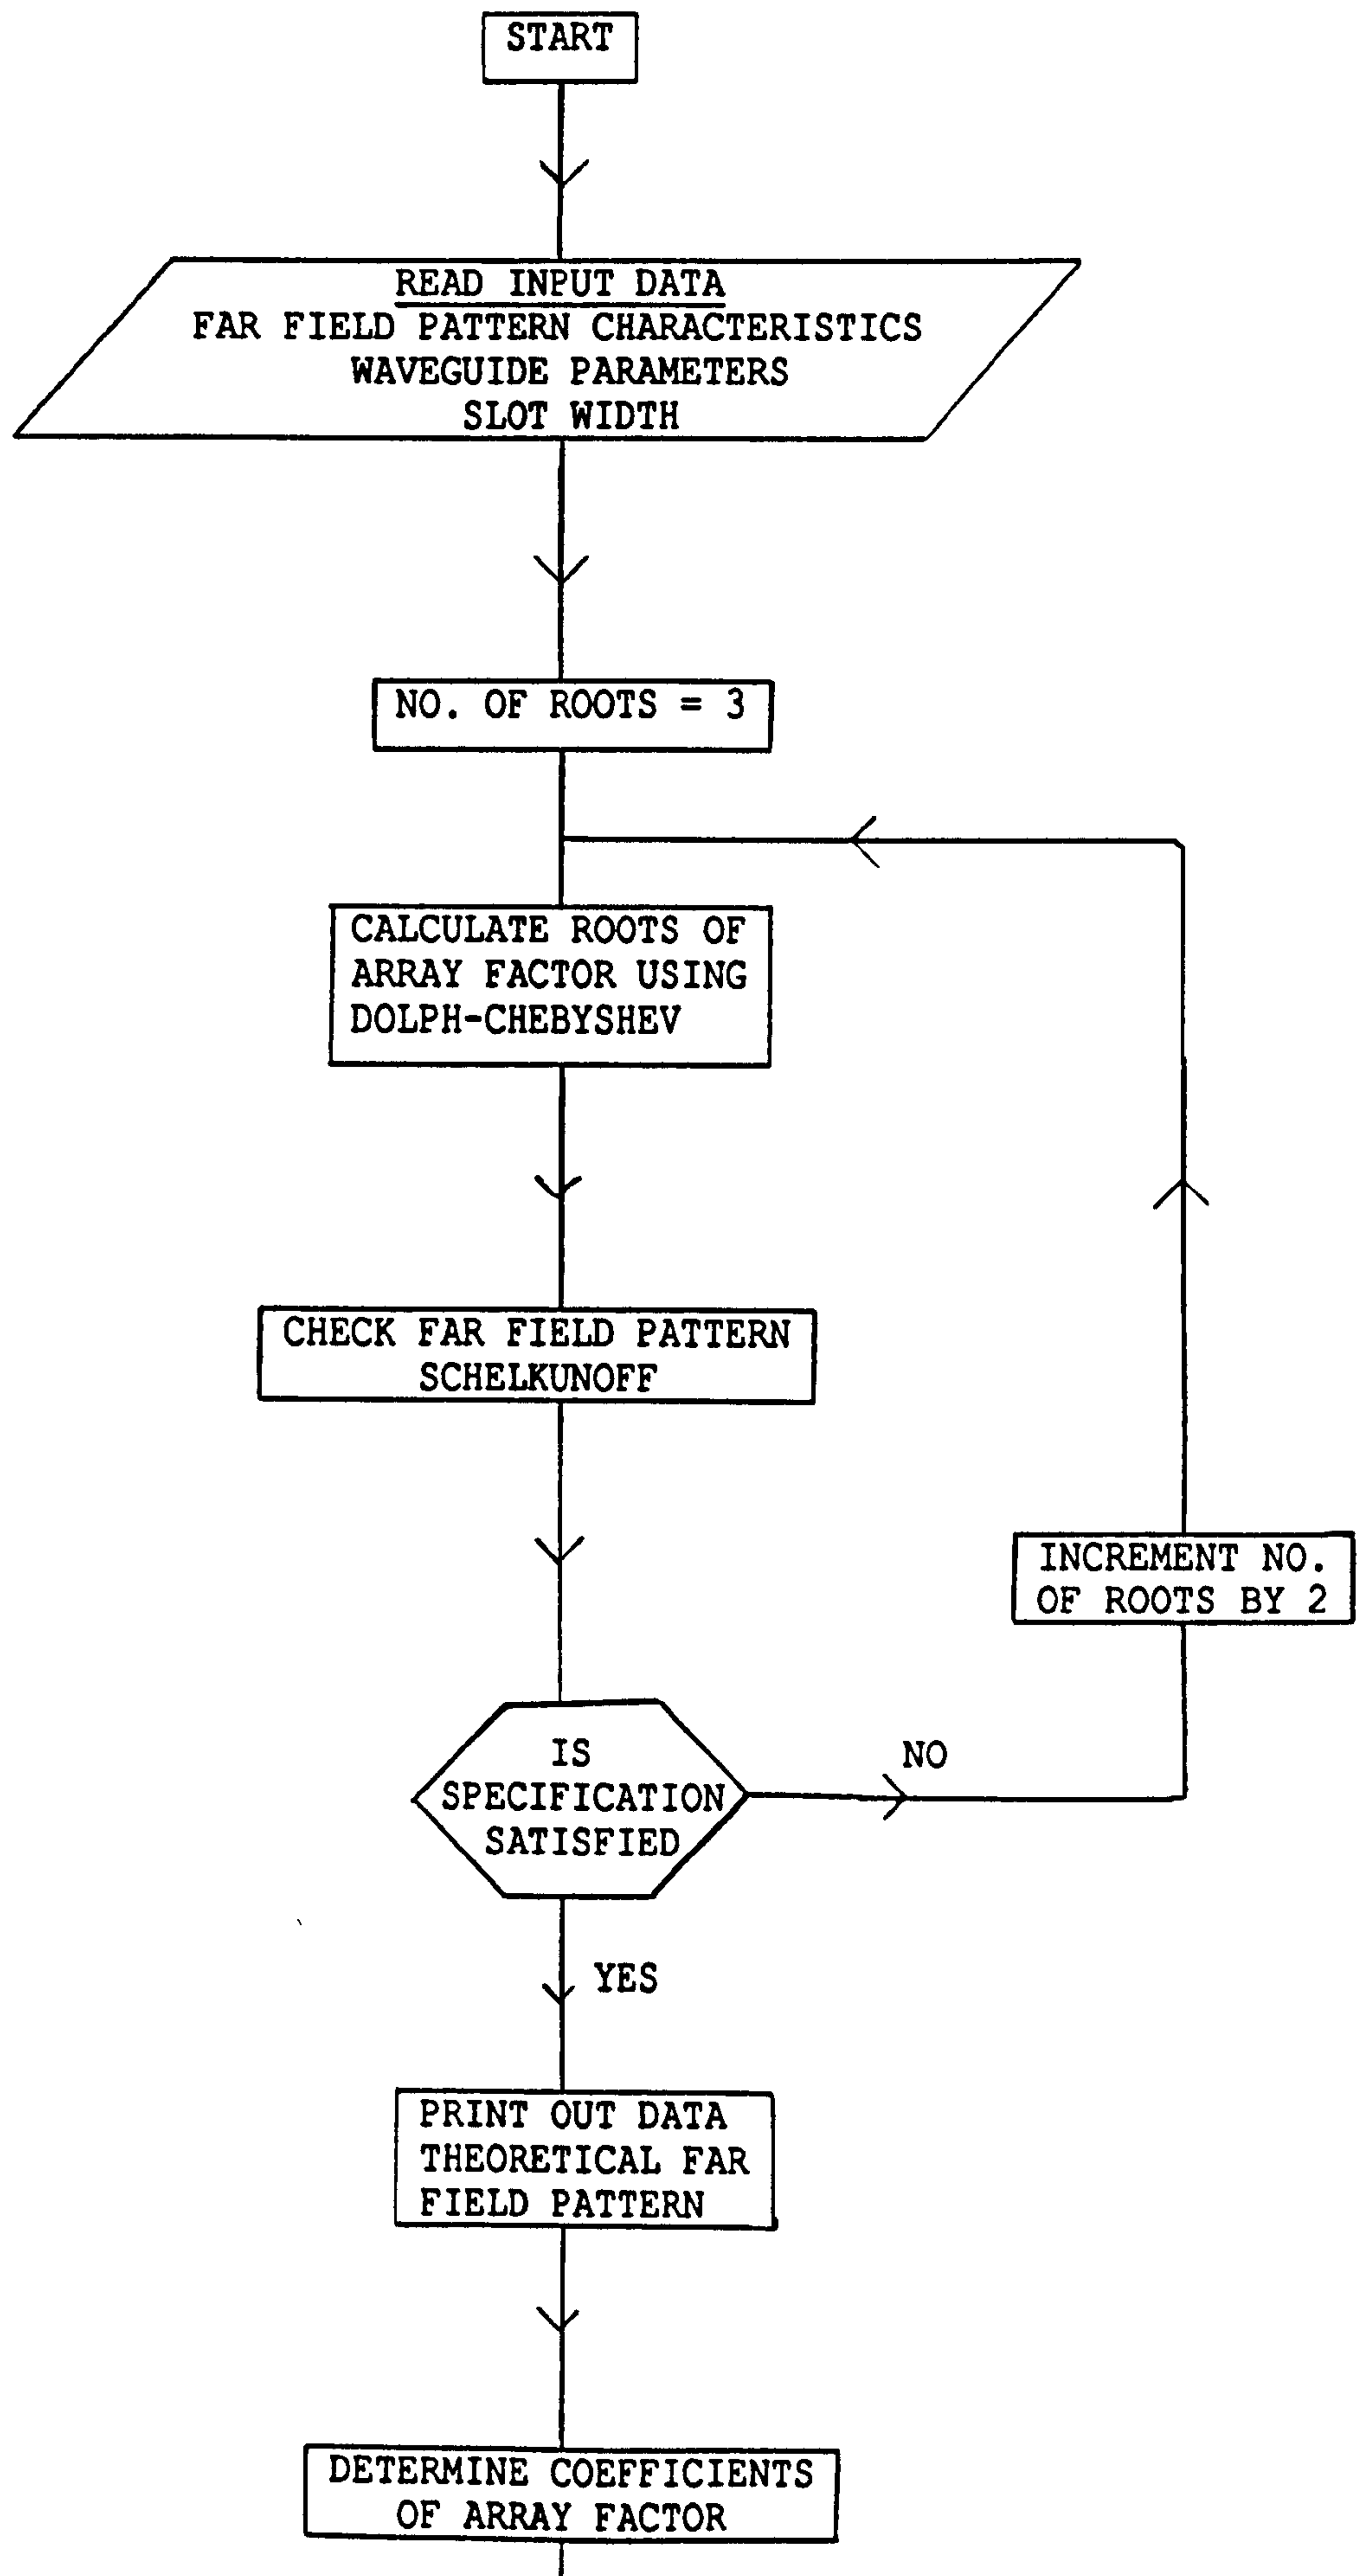 START
READ INPUT DATA
FAR FIELD PATTERN CHARACTERISTICS
WAVEGUIDE PARAMETERS
SLOT WIDTH
NO. OF ROOTS = 3
CALCULATE ROOTS OF
ARRAY FACTOR USING
DOLPH-CHEBYSHEV
CHECK FAR FIELD PATTERN
SCHELKUNOFF
INCREMENT NO.
OF ROOTS BY 2
IS
SPECIFICATION
SATISFIED
NO
YES
PRINT OUT DATA
THEORETICAL FAR
FIELD PATTERN
DETERMINE COEFFICIENTS
OF ARRAY FACTOR